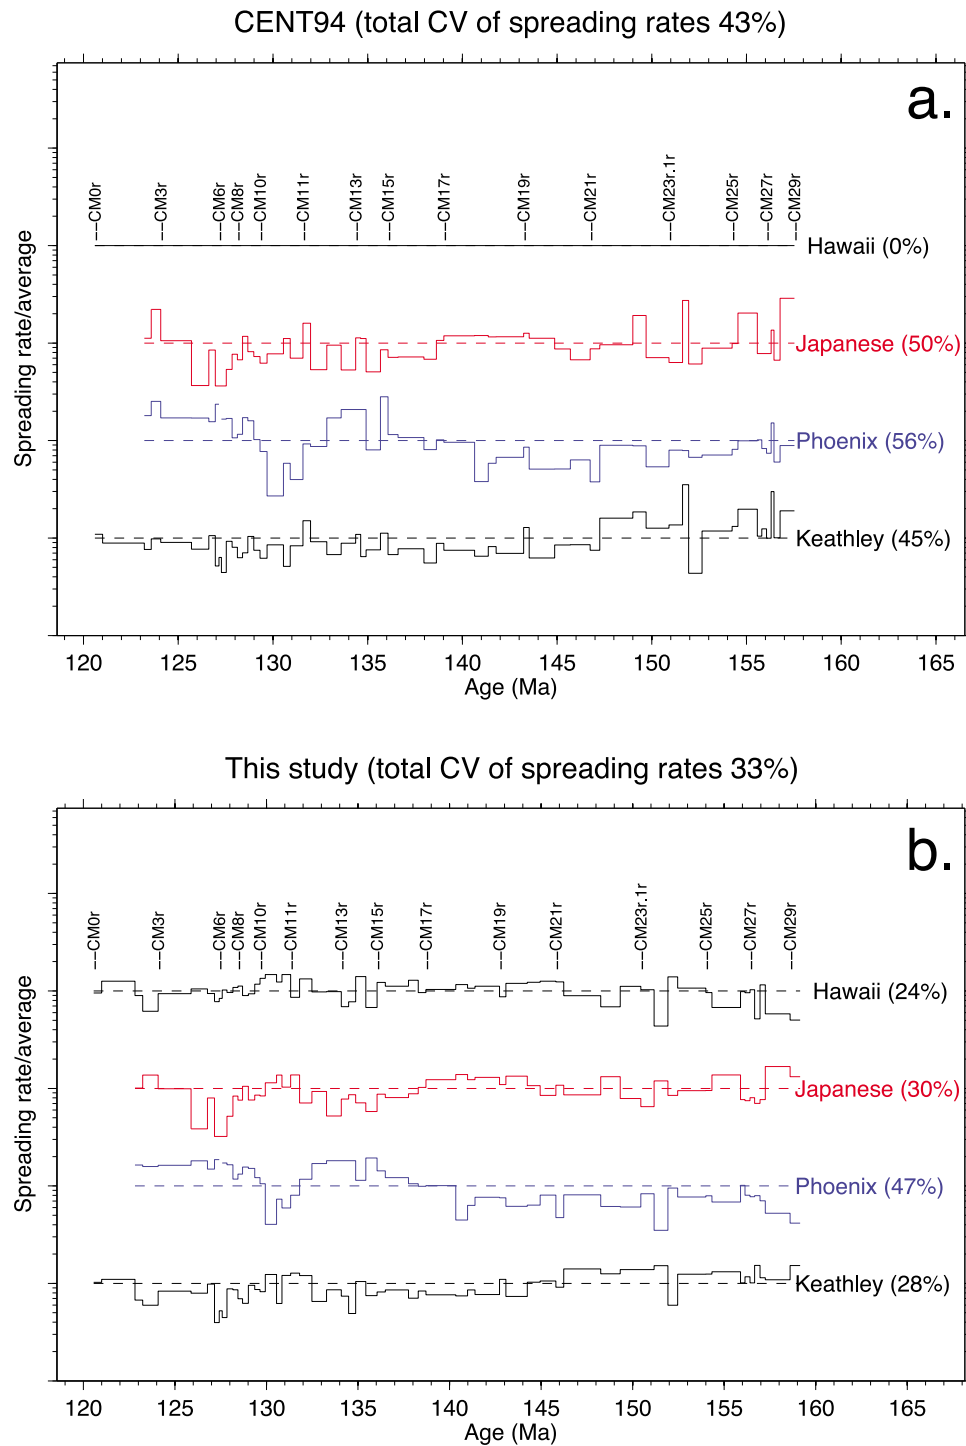 CENT94 (total CV of spreading rates 43%)
a.
--CM0r
--CM3r
--CM6r
--CM8r
--CM10r
--CM11r
--CM13r
--CM15r
--CM17r
--CM19r
--CM21r
--CM23r.1r
--CM25r
--CM27r
--CM29r
Hawaii (0%)
Japanese (50%)
Phoenix (56%)
Keathley (45%)
Spreading rate/average
120 125 130 135 140 145 150 155 160 165
Age (Ma)
This study (total CV of spreading rates 33%)
b.
--CM0r
--CM3r
--CM6r
--CM8r
--CM10r
--CM11r
--CM13r
--CM15r
--CM17r
--CM19r
--CM21r
--CM23r.1r
--CM25r
--CM27r
--CM29r
Hawaii (24%)
Japanese (30%)
Phoenix (47%)
Keathley (28%)
Spreading rate/average
120 125 130 135 140 145 150 155 160 165
Age (Ma)